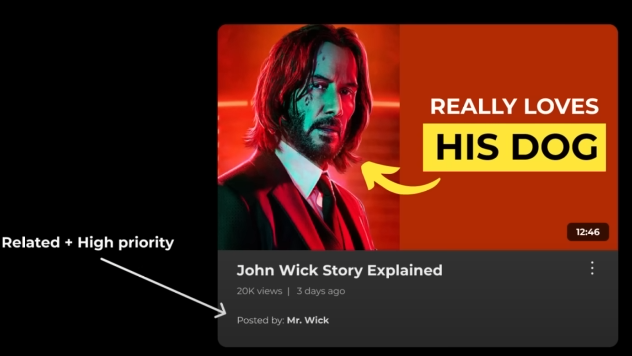 REALLY LOVES
HIS DOG
12:46
Related + High priority
John Wick Story Explained
20K views | 3 days ago
Posted by: Mr. Wick